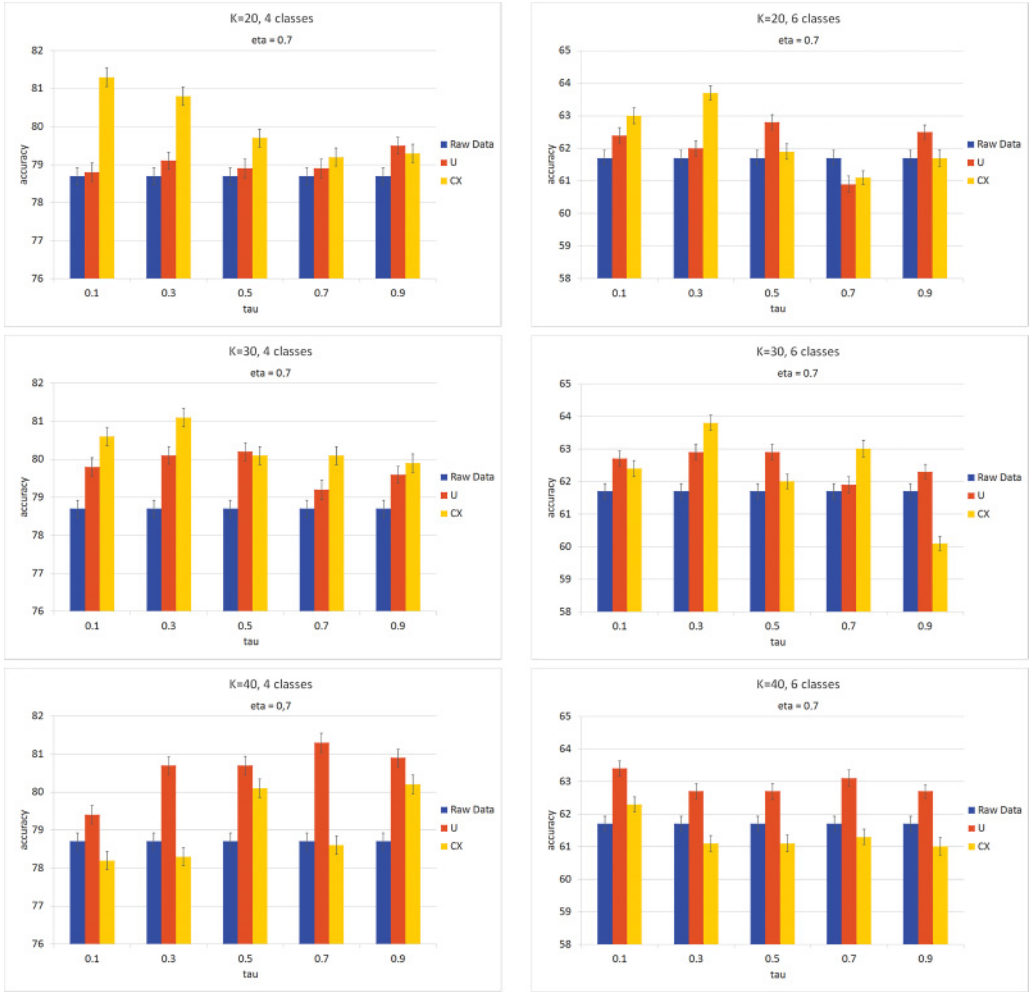 K=20, 4 classes
eta = 0.7
82
81
80
79
78
77
76
accuracy
0.1 0.3 0.5 0.7 0.9
tau
Raw Data
U
CX
K=20, 6 classes
eta = 0.7
65
64
63
62
61
60
59
58
accuracy
0.1 0.3 0.5 0.7 0.9
tau
Raw Data
U
CX
K=30, 4 classes
eta = 0.7
82
81
80
79
78
77
76
accuracy
0.1 0.3 0.5 0.7 0.9
tau
Raw Data
U
CX
K=30, 6 classes
eta = 0.7
65
64
63
62
61
60
59
58
accuracy
0.1 0.3 0.5 0.7 0.9
tau
Raw Data
U
CX
K=40, 4 classes
eta = 0,7
82
81
80
79
78
77
76
accuracy
0.1 0.3 0.5 0.7 0.9
tau
Raw Data
U
CX
K=40, 6 classes
eta = 0.7
65
64
63
62
61
60
59
58
accuracy
0.1 0.3 0.5 0.7 0.9
tau
Raw Data
U
CX